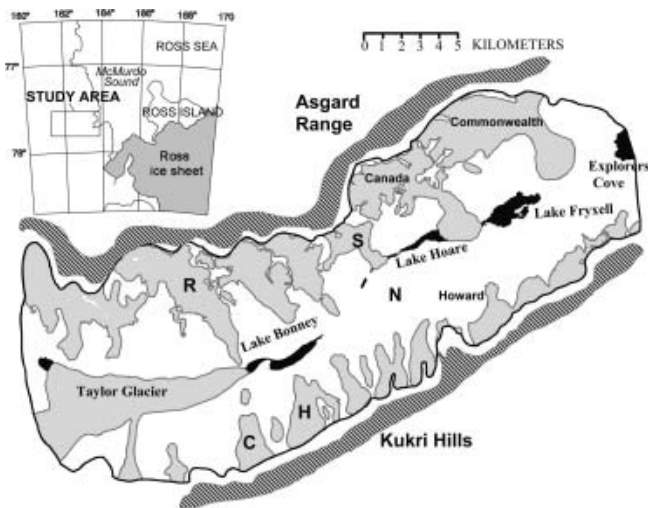 160° 162° 164° 166° 168° 170
ROSS SEA
77°
McMurdo
Sound
STUDY AREA
ROSS ISLAND
78°
Ross
ice sheet
0 1 2 3 4 5 KILOMETERS
Asgard
Range
Commonwealth
Explorers
Cove
Canada
Lake Fryxell
S
Lake Hoare
R
N
Howard
Lake Bonney
Taylor Glacier
H
C
Kukri Hills